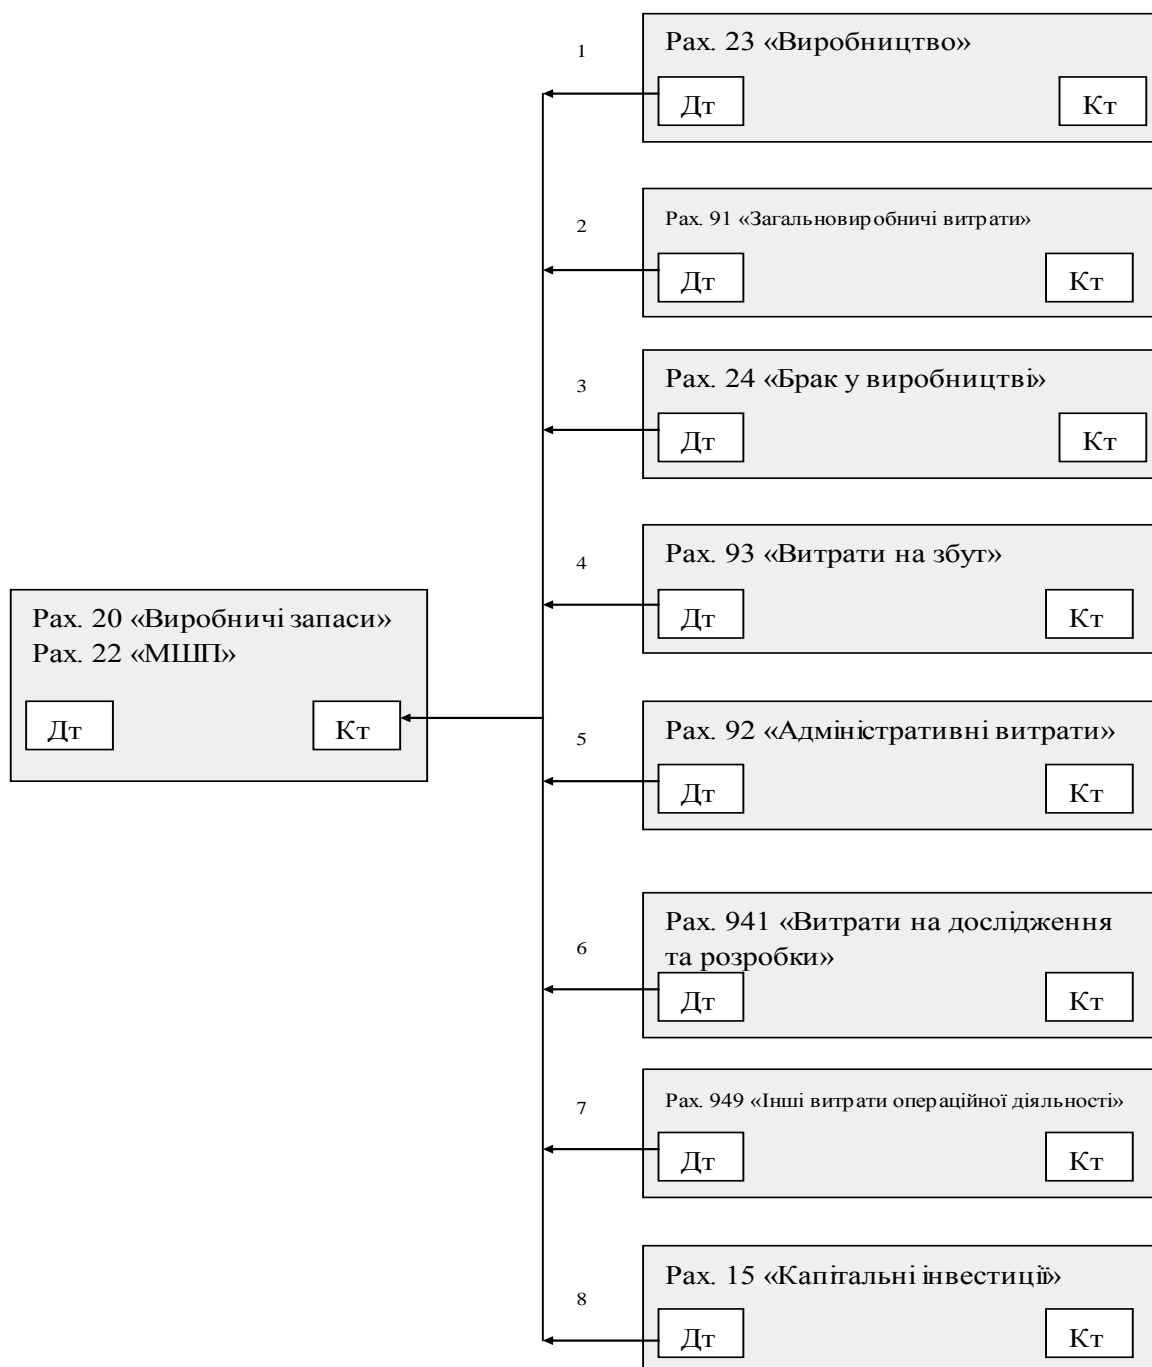 1
Рах. 23 «Виробництво»
Дт
Кт
2
Рах. 91 «Загальновиробничі витрати»
Дт
Кт
3
Рах. 24 «Брак у виробництві»
Дт
Кт
4
Рах. 93 «Витрати на збут»
Дт
Кт
Рах. 20 «Виробничі запаси»
Рах. 22 «МШП»
Дт
Кт
5
Рах. 92 «Адміністративні витрати»
Дт
Кт
6
Рах. 941 «Витрати на дослідження
та розробки»
Дт
Кт
7
Рах. 949 «Інші витрати операційної діяльності»
Дт
Кт
8
Рах. 15 «Капітальні інвестиції»
Дт
Кт